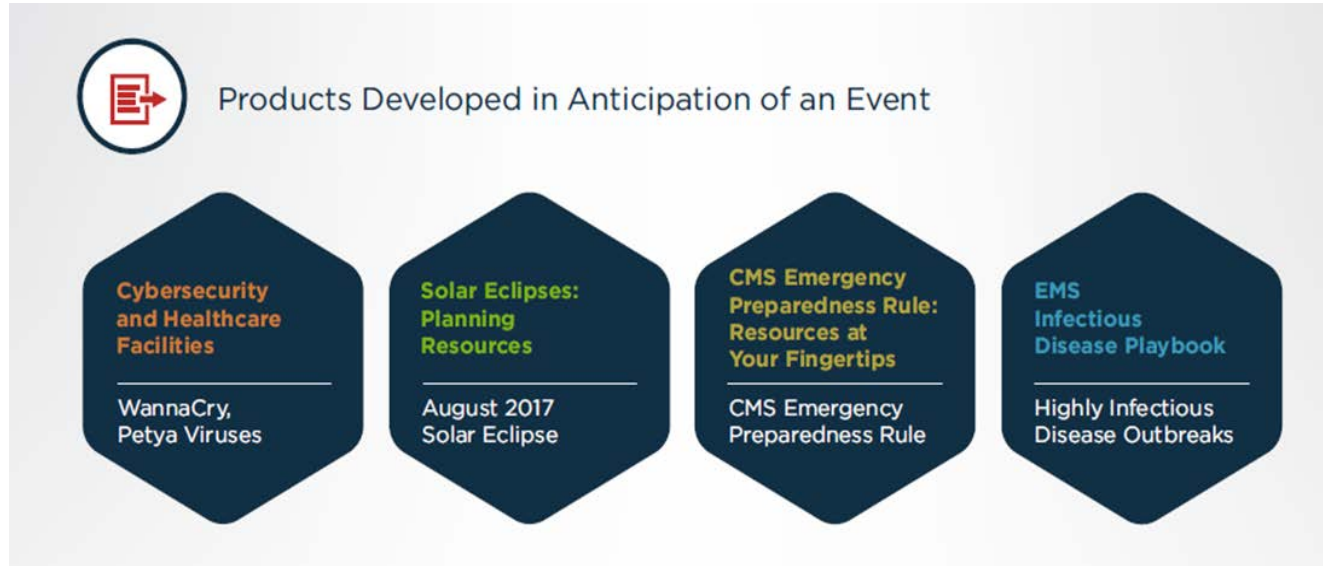 Products Developed in Anticipation of an Event
Cybersecurity
and Healthcare
Facilities
WannaCry,
Petya Viruses
Solar Eclipses:
Planning
Resources
August 2017
Solar Eclipse
CMS Emergency
Preparedness Rule:
Resources at
Your Fingertips
CMS Emergency
Preparedness Rule
EMS
Infectious
Disease Playbook
Highly Infectious
Disease Outbreaks